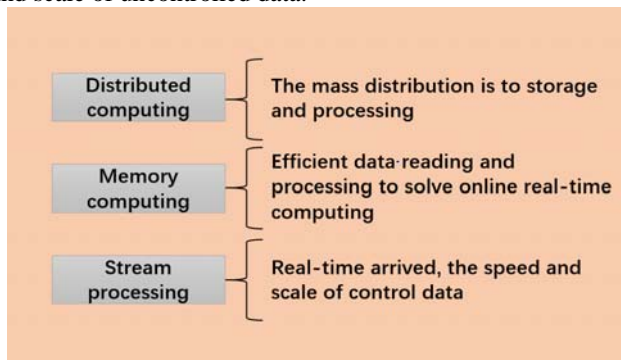 and scale of uncontrolled data.
Distributed
computing
The mass distribution is to storage
and processing
Memory
computing
Efficient data·reading and
processing to solve online real-time
computing
Stream
processing
Real-time arrived, the speed and
scale of control data